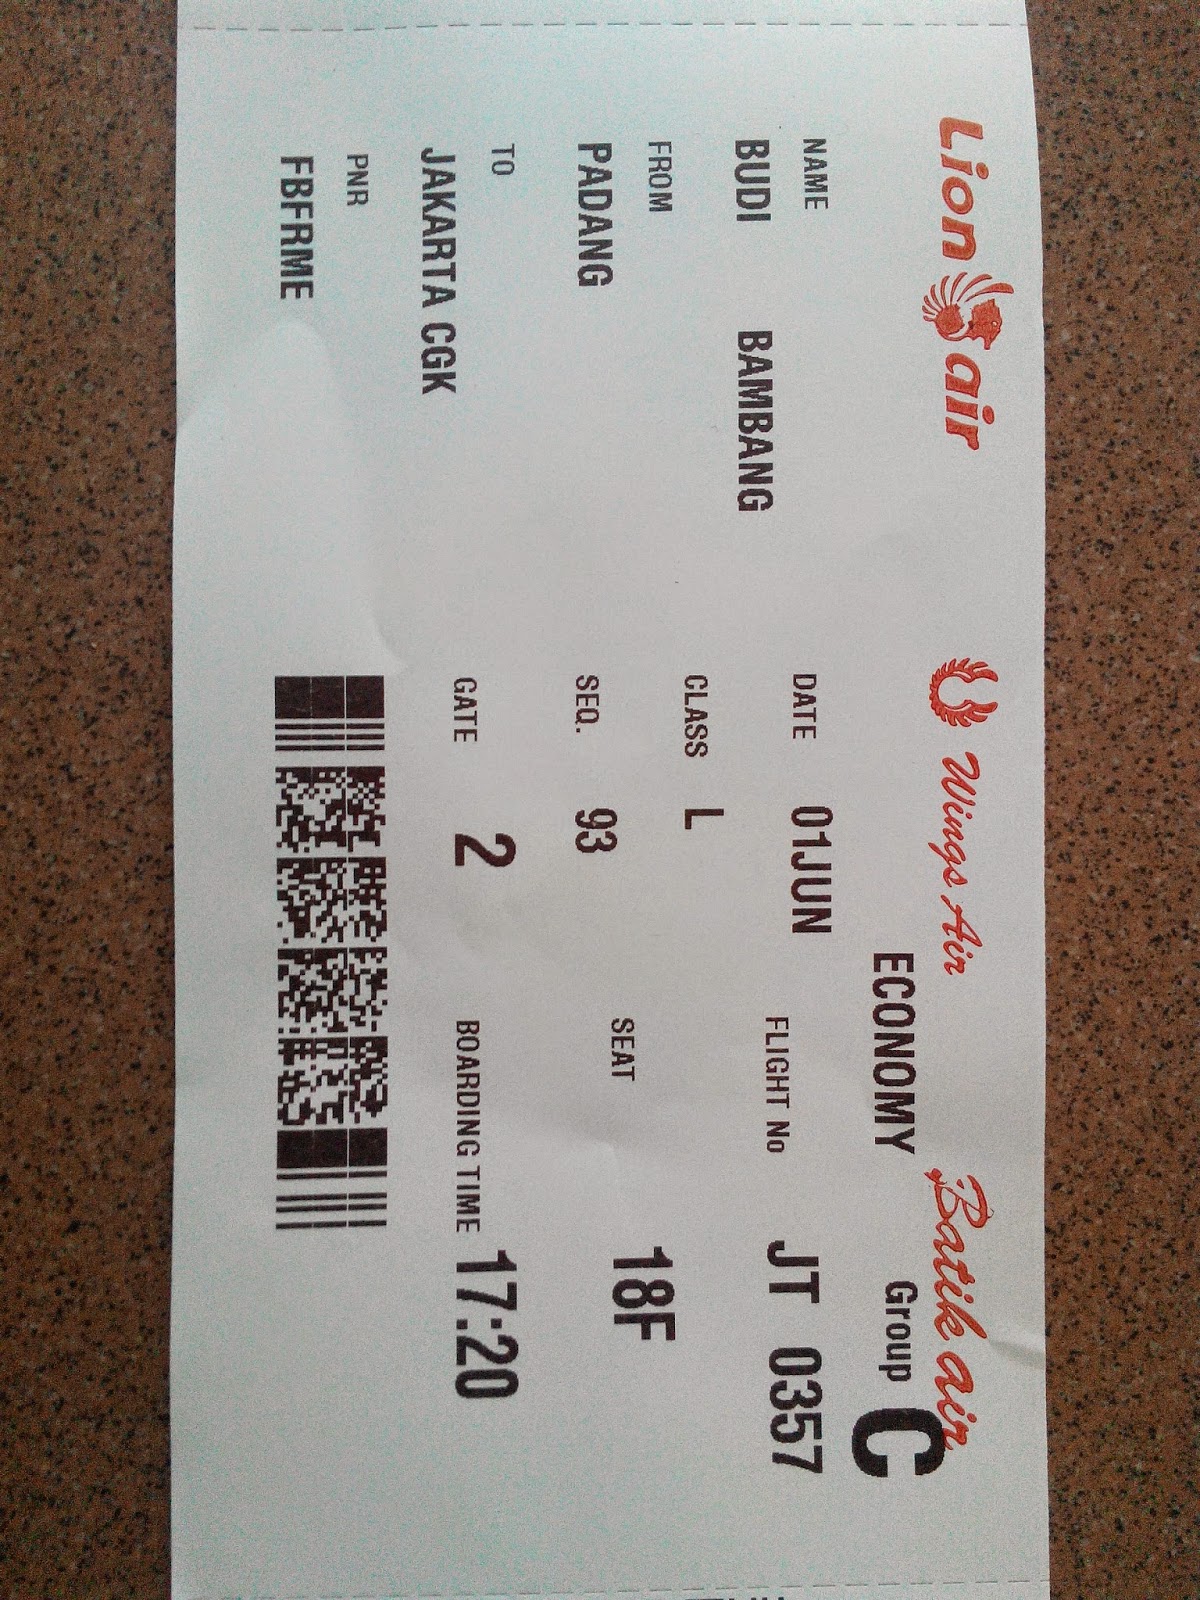 Lion air Wings Air Batik air
ECONOMY Group C
NAME
BUDI BAMBANG
DATE 01JUN
FLIGHT No JT 0357
FROM
PADANG
CLASS L
SEQ. 93
SEAT 18F
TO
JAKARTA CGK
GATE 2
BOARDING TIME 17:20
PNR
FBFRME